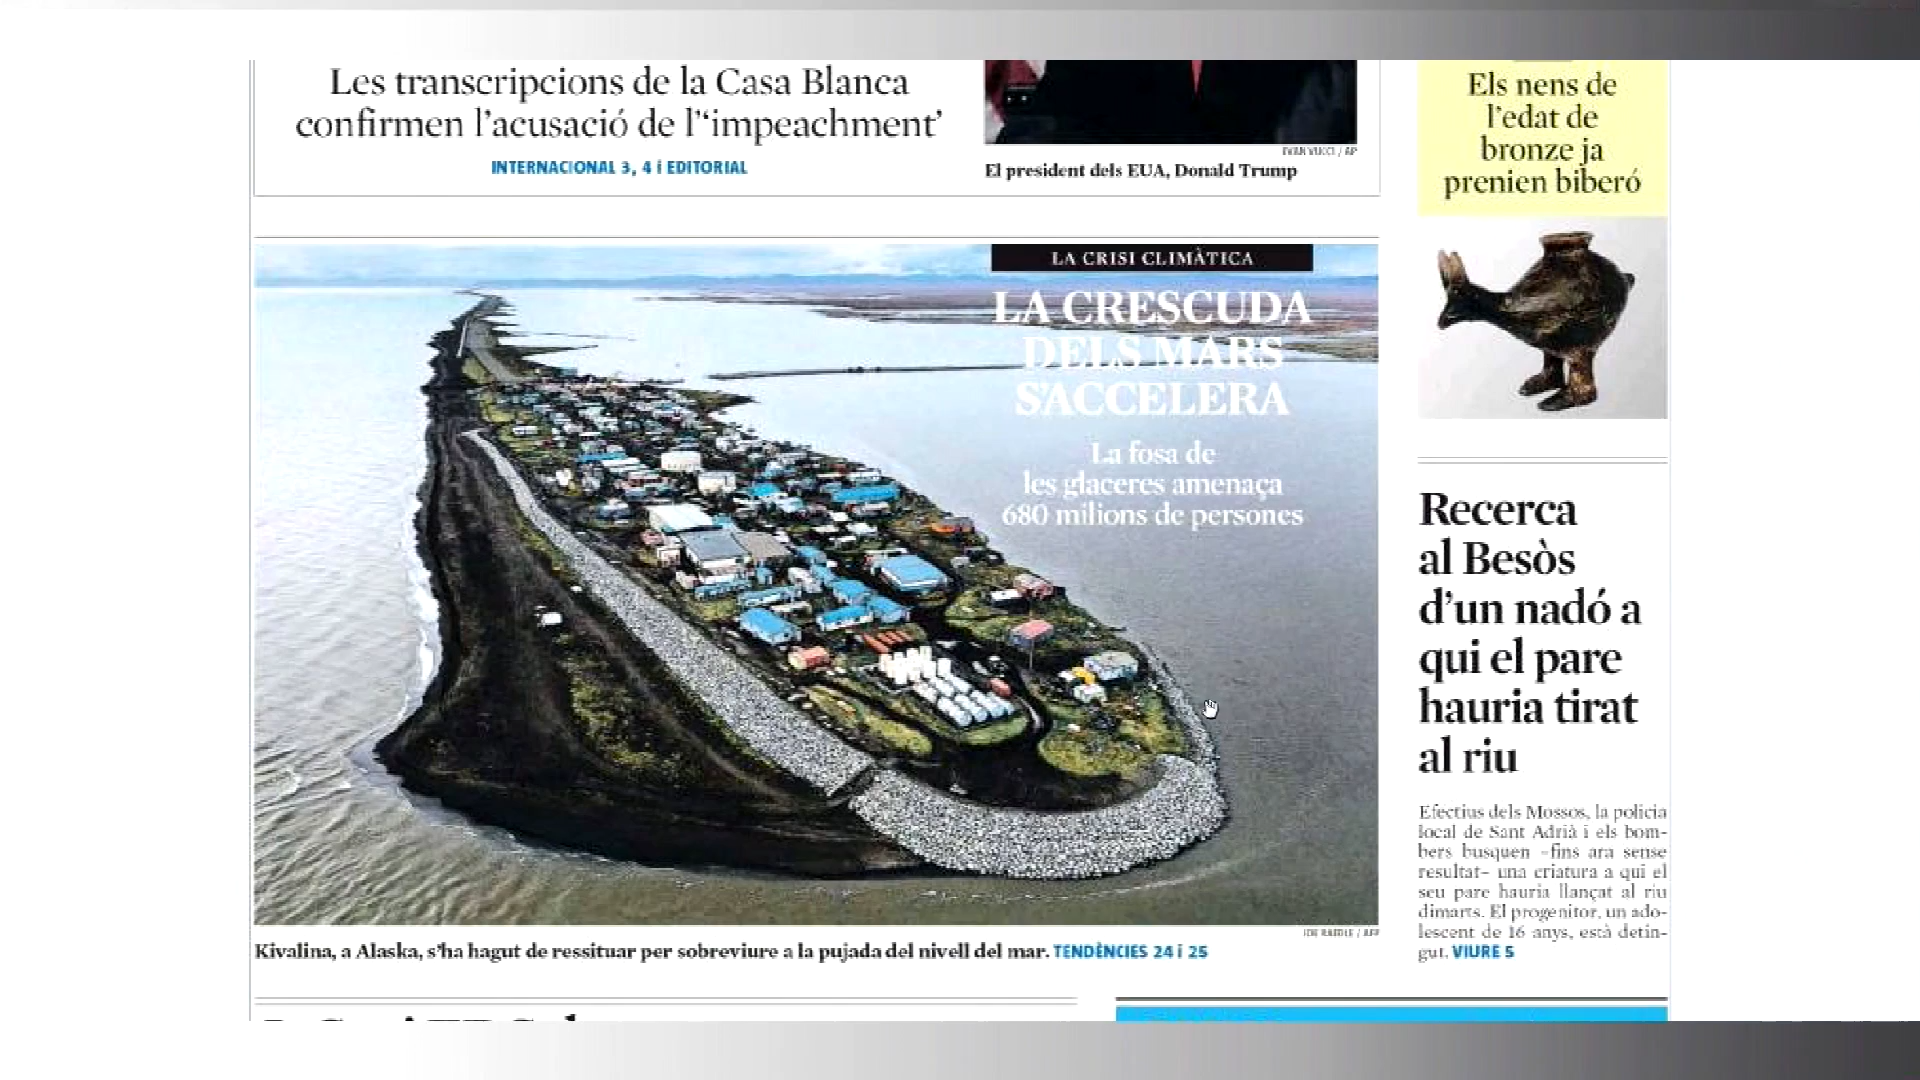 Les transcripcions de la Casa Blanca
confirmen l'acusació de l'‘impeachment’
INTERNACIONAL 3, 4 i EDITORIAL
EVAN VUCCI / AP
El president dels EUA, Donald Trump
Els nens de
l'edat de
bronze ja
prenien biberó
LA CRISI CLIMÀTICA
LA CRESCUDA
DELS MARS
S'ACCELERA
La fosa de
les glaceres amenaça
680 milions de persones
JOE RAEDLE / AFP
Kivalina, a Alaska, s'ha hagut de ressituar per sobreviure a la pujada del nivell del mar. TENDÈNCIES 24 i 25
Recerca
al Besòs
d'un nadó a
qui el pare
hauria tirat
al riu
Efectius dels Mossos, la policia
local de Sant Adrià i els bom-
bers busquen –fins ara sense
resultat– una criatura a qui el
seu pare hauria llançat al riu
dimarts. El progenitor, un ado-
lescent de 16 anys, està detin-
gut. VIURE 5